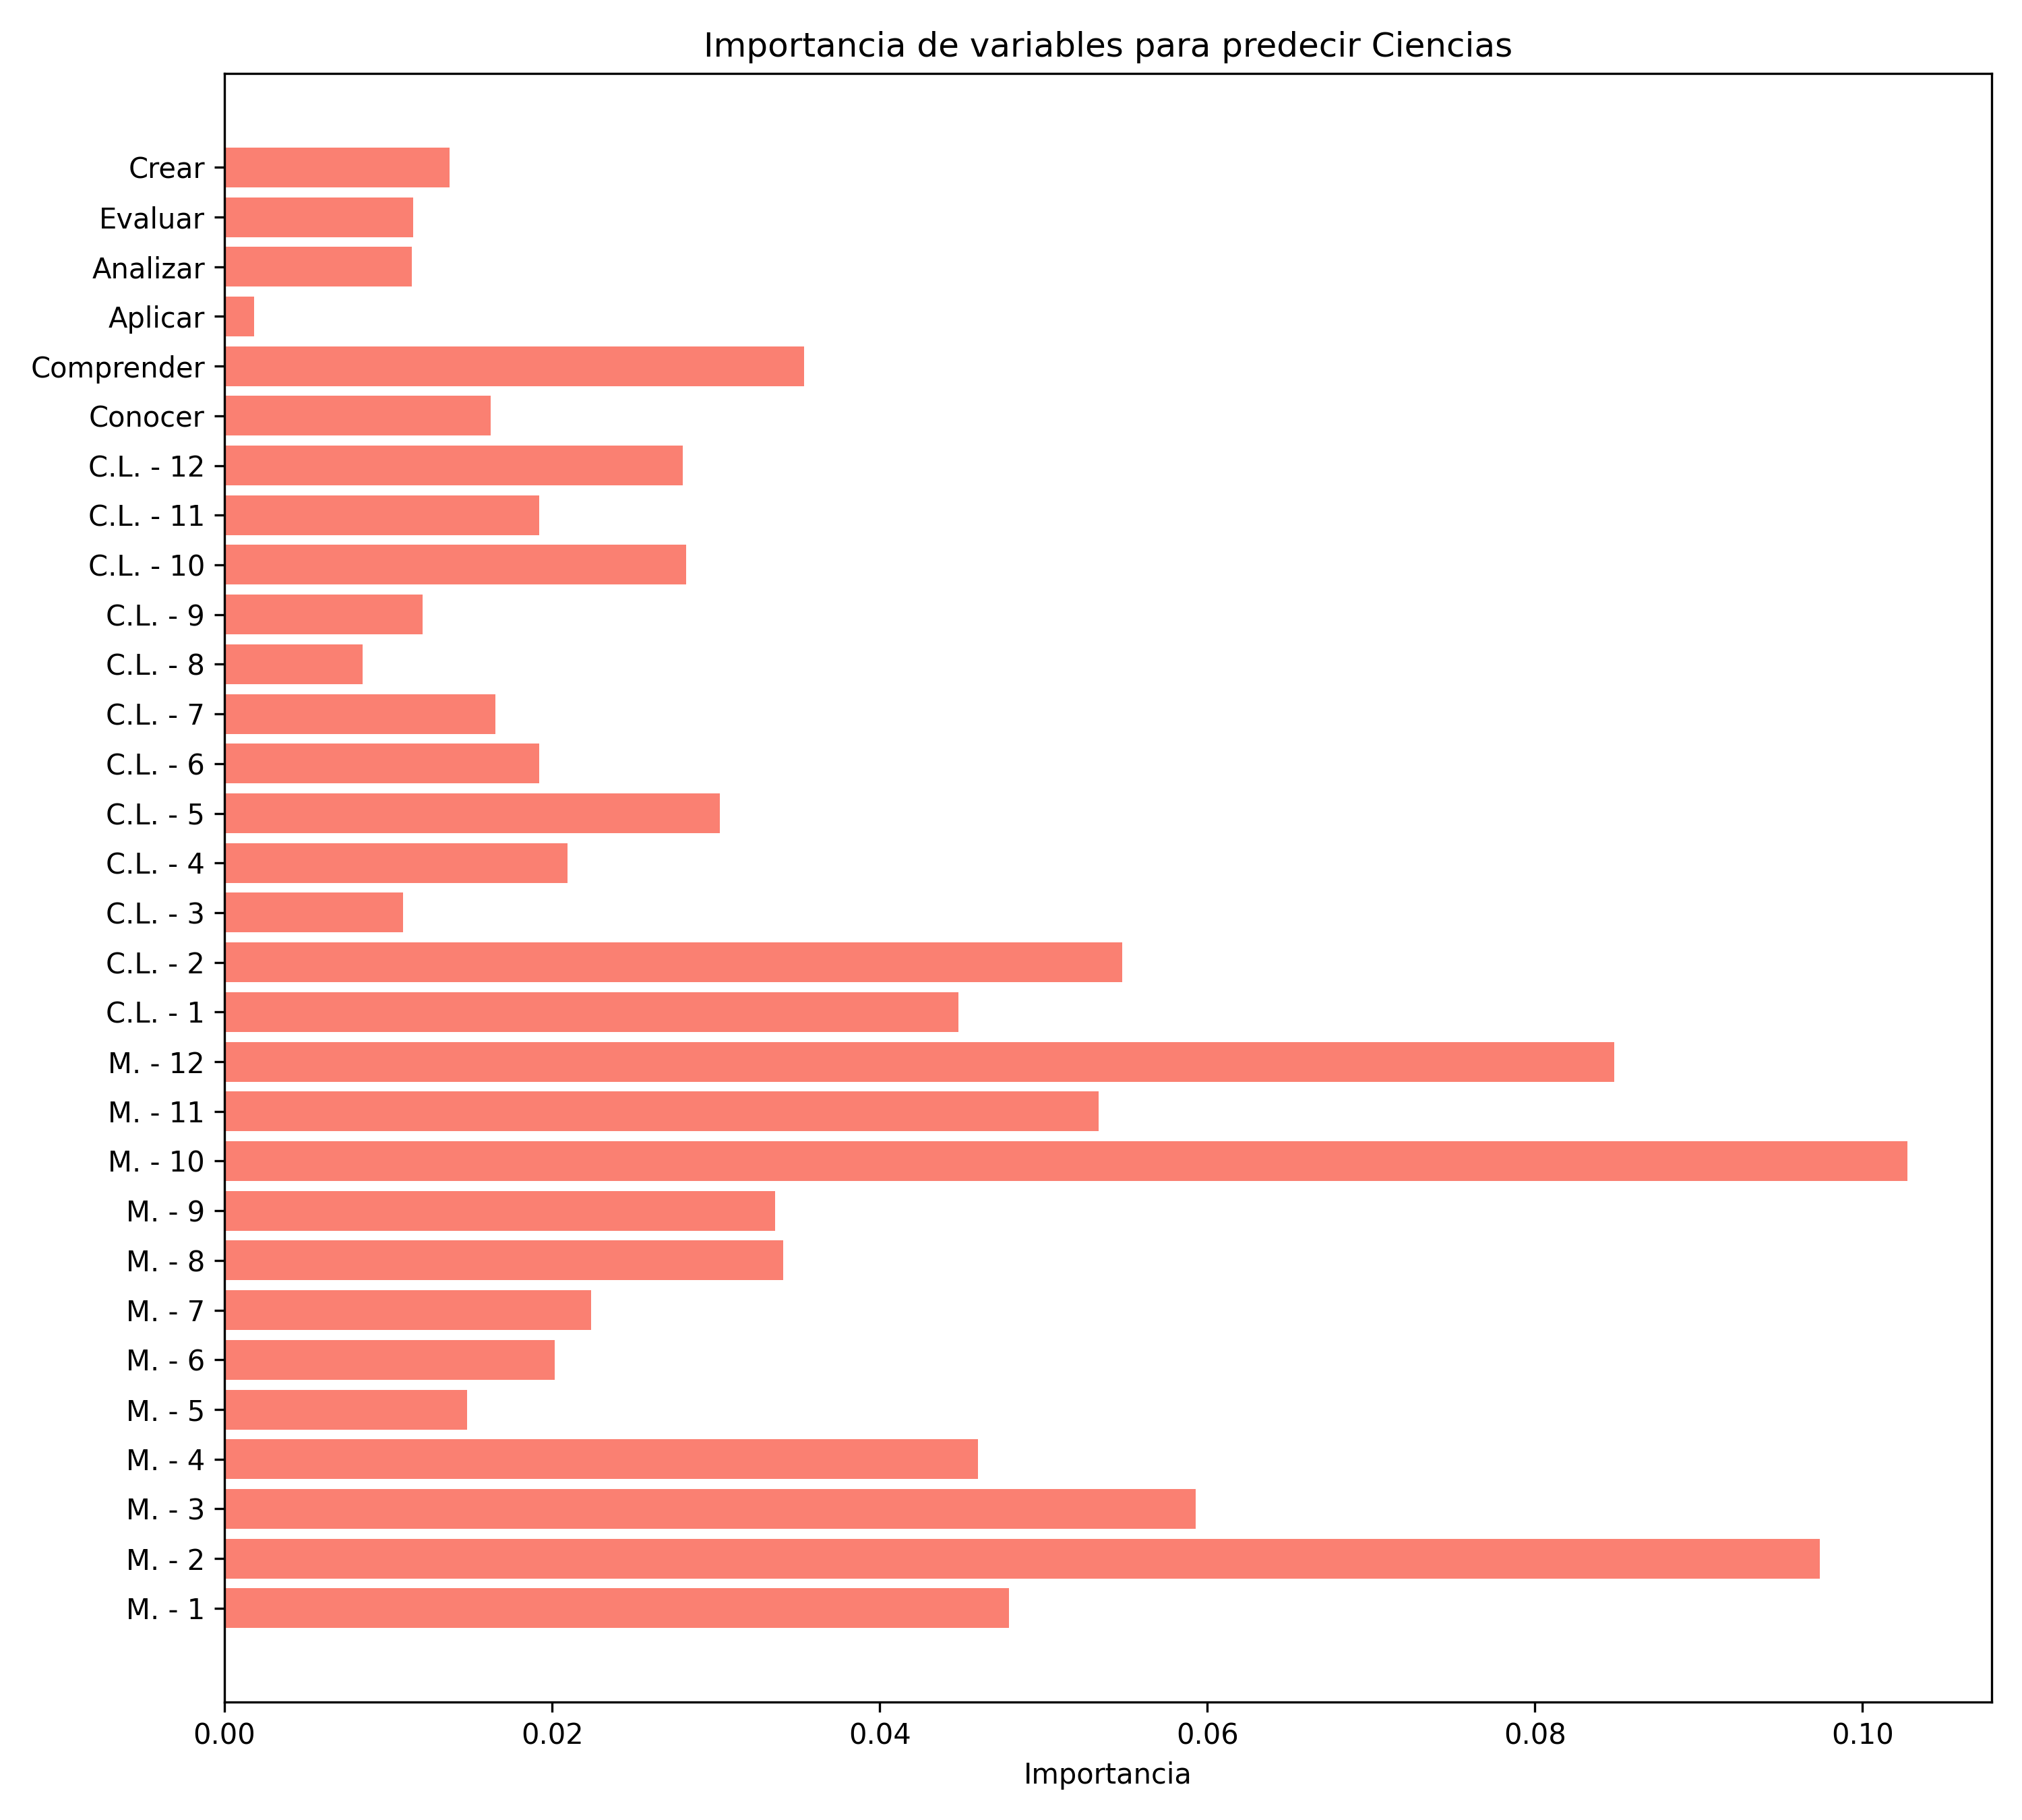 Importancia de variables para predecir Ciencias
Crear
Evaluar
Analizar
Aplicar
Comprender
Conocer
C.L. - 12
C.L. - 11
C.L. - 10
C.L. - 9
C.L. - 8
C.L. - 7
C.L. - 6
C.L. - 5
C.L. - 4
C.L. - 3
C.L. - 2
C.L. - 1
M. - 12
M. - 11
M. - 10
M. - 9
M. - 8
M. - 7
M. - 6
M. - 5
M. - 4
M. - 3
M. - 2
M. - 1
0.00 0.02 0.04 0.06 0.08 0.10
Importancia